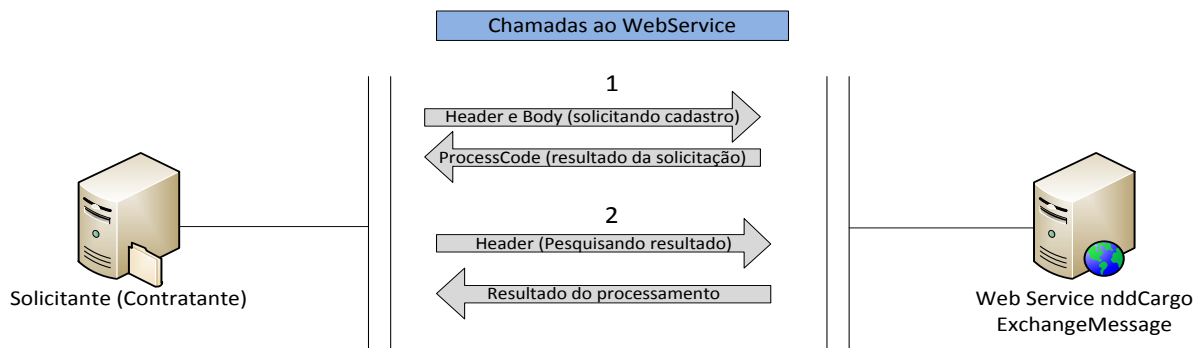 Chamadas ao WebService
1
Header e Body (solicitando cadastro)
ProcessCode (resultado da solicitação)
2
Header (Pesquisando resultado)
Resultado do processamento
Solicitante (Contratante)
Web Service nddCargo
ExchangeMessage